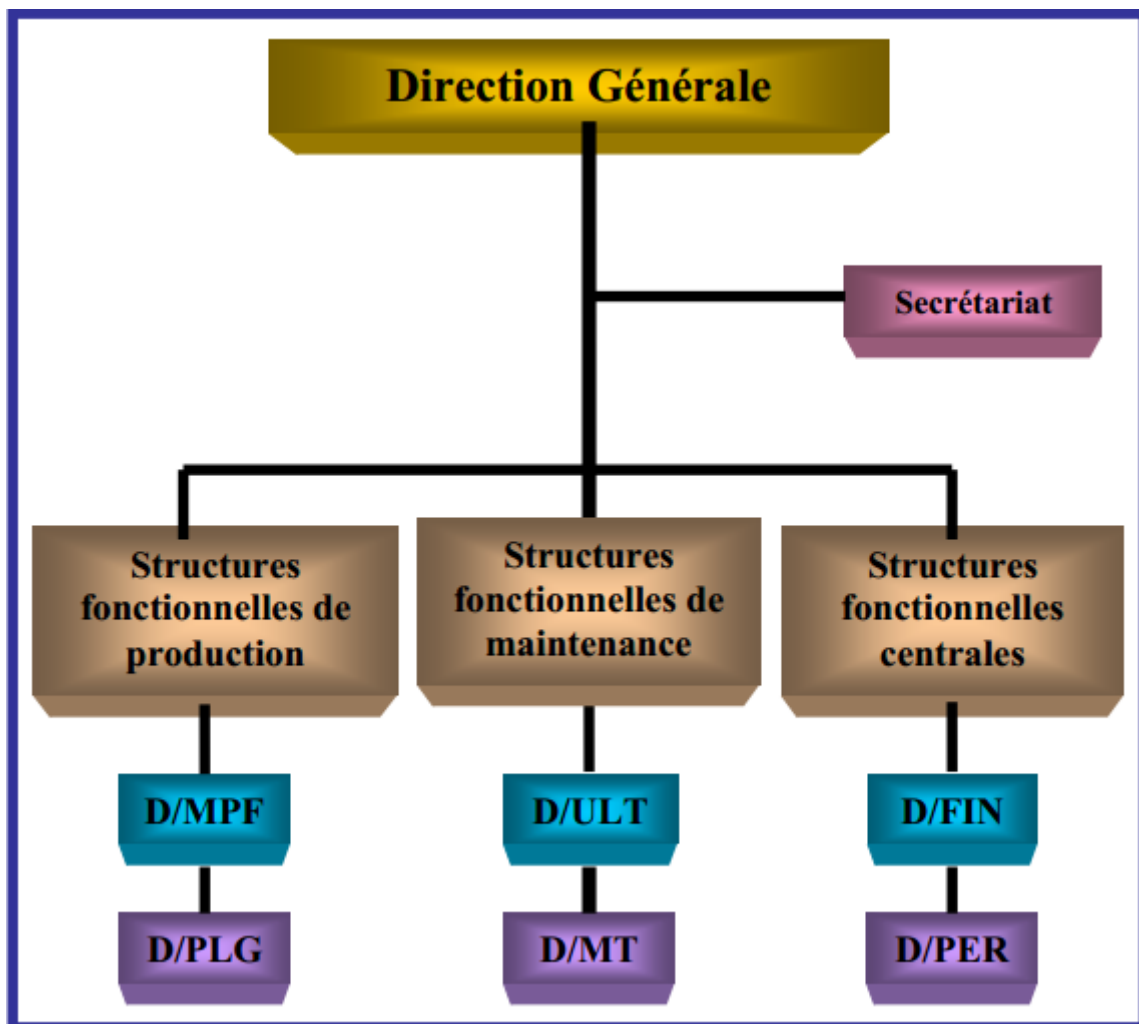 Direction Générale
Secrétariat
Structures
fonctionnelles de
production
Structures
fonctionnelles de
maintenance
Structures
fonctionnelles
centrales
D/MPF
D/ULT
D/FIN
D/PLG
D/MT
D/PER